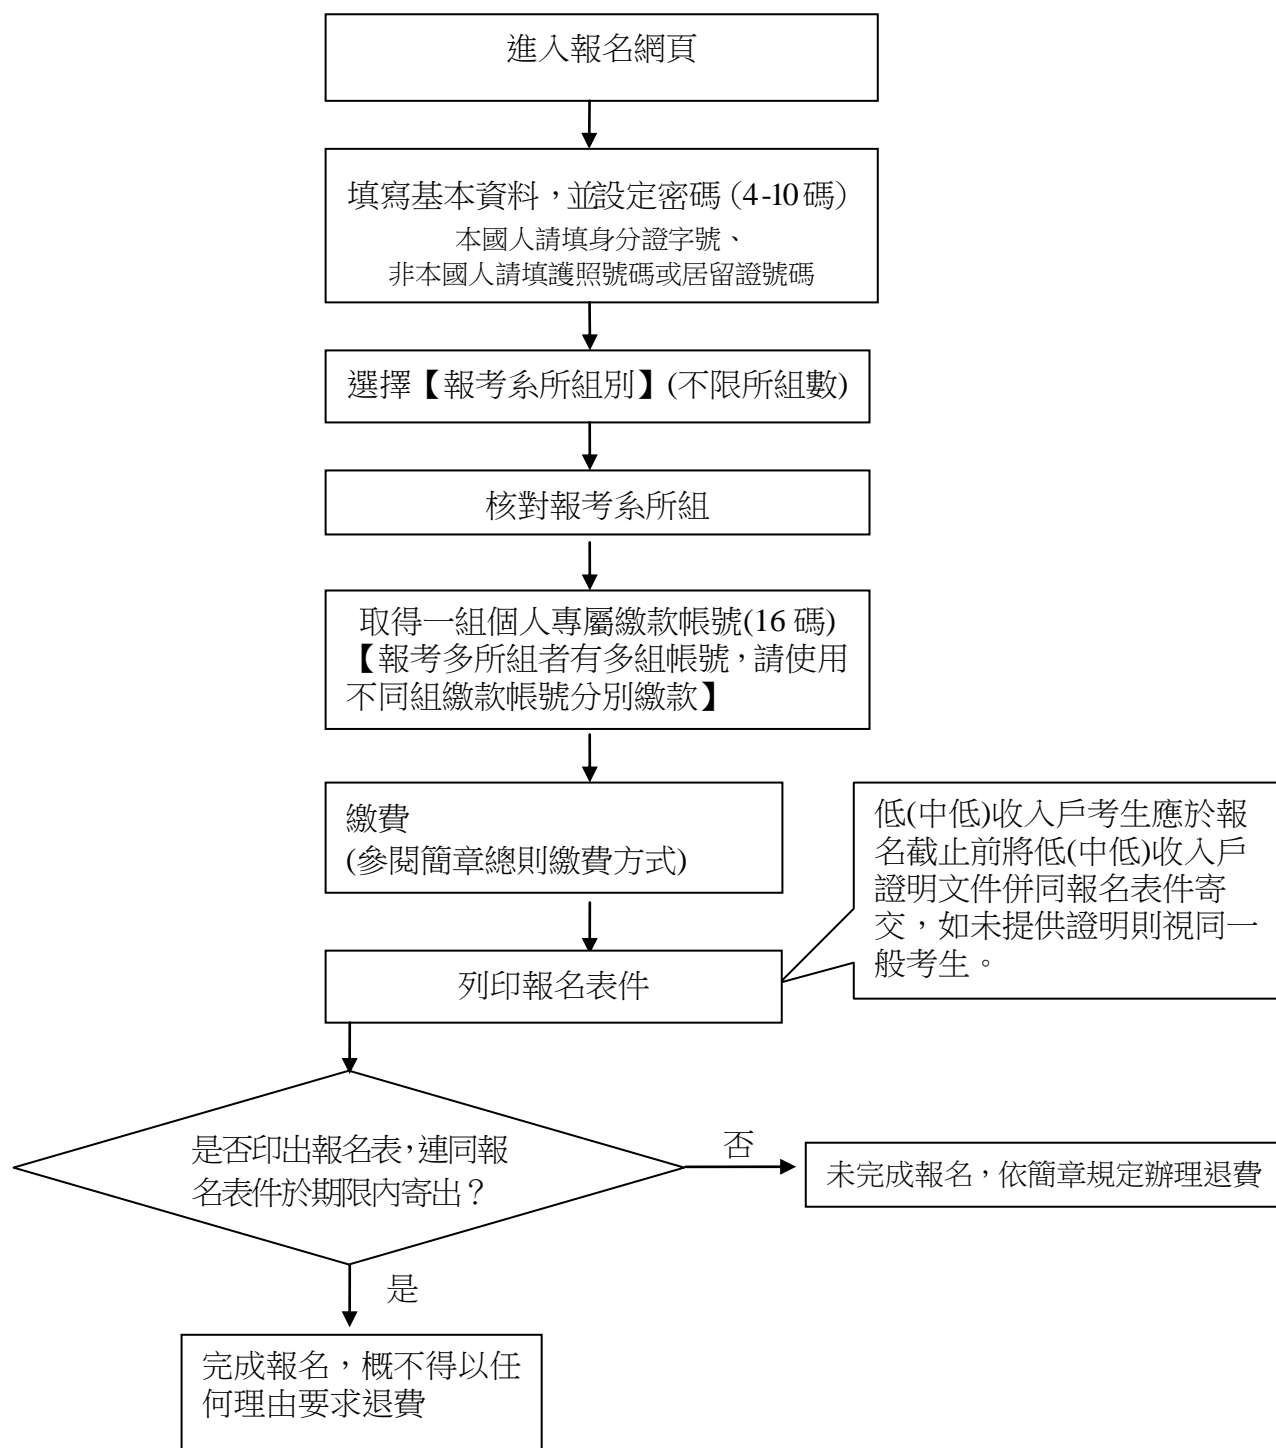 進入報名網頁
填寫基本資料，並設定密碼（4-10碼）
本國人請填身分證字號、
非本國人請填護照號碼或居留證號碼
選擇【報考系所組別】(不限所組數)
核對報考系所組
取得一組個人專屬繳款帳號(16 碼)
【報考多所組者有多組帳號，請使用
不同組繳款帳號分別繳款】
繳費
(參閱簡章總則繳費方式)
低(中低)收入戶考生應於報
名截止前將低(中低)收入戶
證明文件併同報名表件寄
交，如未提供證明則視同一
般考生。
列印報名表件
是否印出報名表，連同報
名表件於期限內寄出？
否
未完成報名，依簡章規定辦理退費
是
完成報名，概不得以任
何理由要求退費